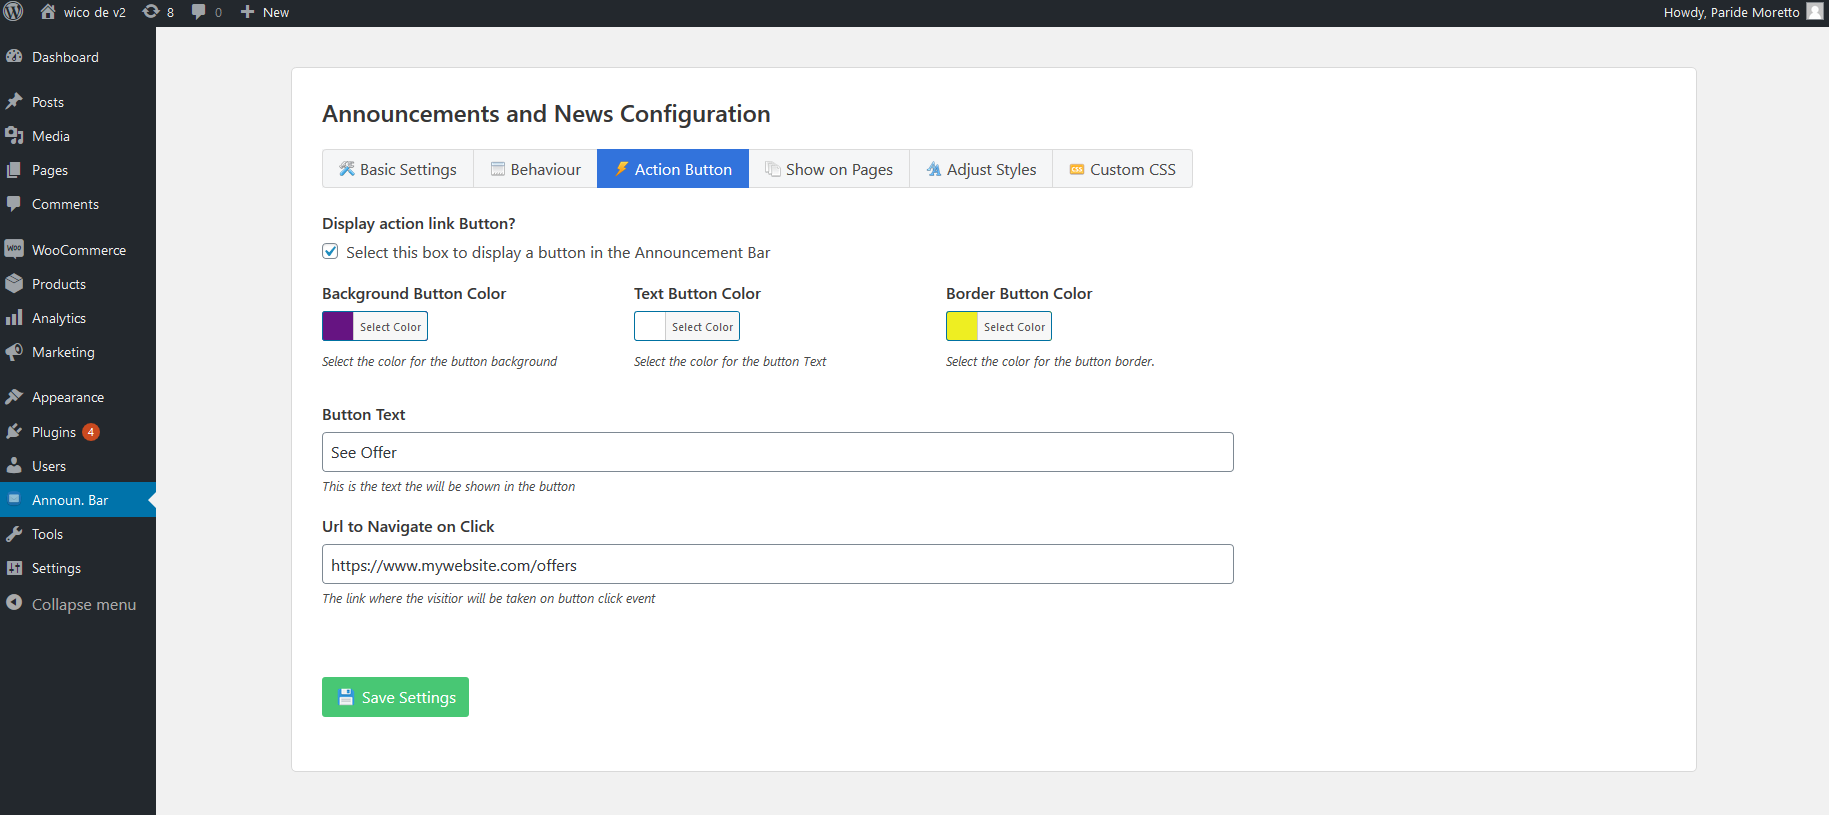 wico de v2 8 0 New Howdy, Paride Moretto
Dashboard
Posts
Media
Pages
Comments
WooCommerce
Products
Analytics
Marketing
Appearance
Plugins 4
Users
Announ. Bar
Tools
Settings
Collapse menu
Announcements and News Configuration
Basic Settings Behaviour Action Button Show on Pages Adjust Styles CSS Custom CSS
Display action link Button?
Select this box to display a button in the Announcement Bar
Background Button Color Text Button Color Border Button Color
Select Color Select Color Select Color
Select the color for the button background Select the color for the button Text Select the color for the button border.
Button Text
See Offer
This is the text the will be shown in the button
Url to Navigate on Click
https://www.mywebsite.com/offers
The link where the visitior will be taken on button click event
Save Settings